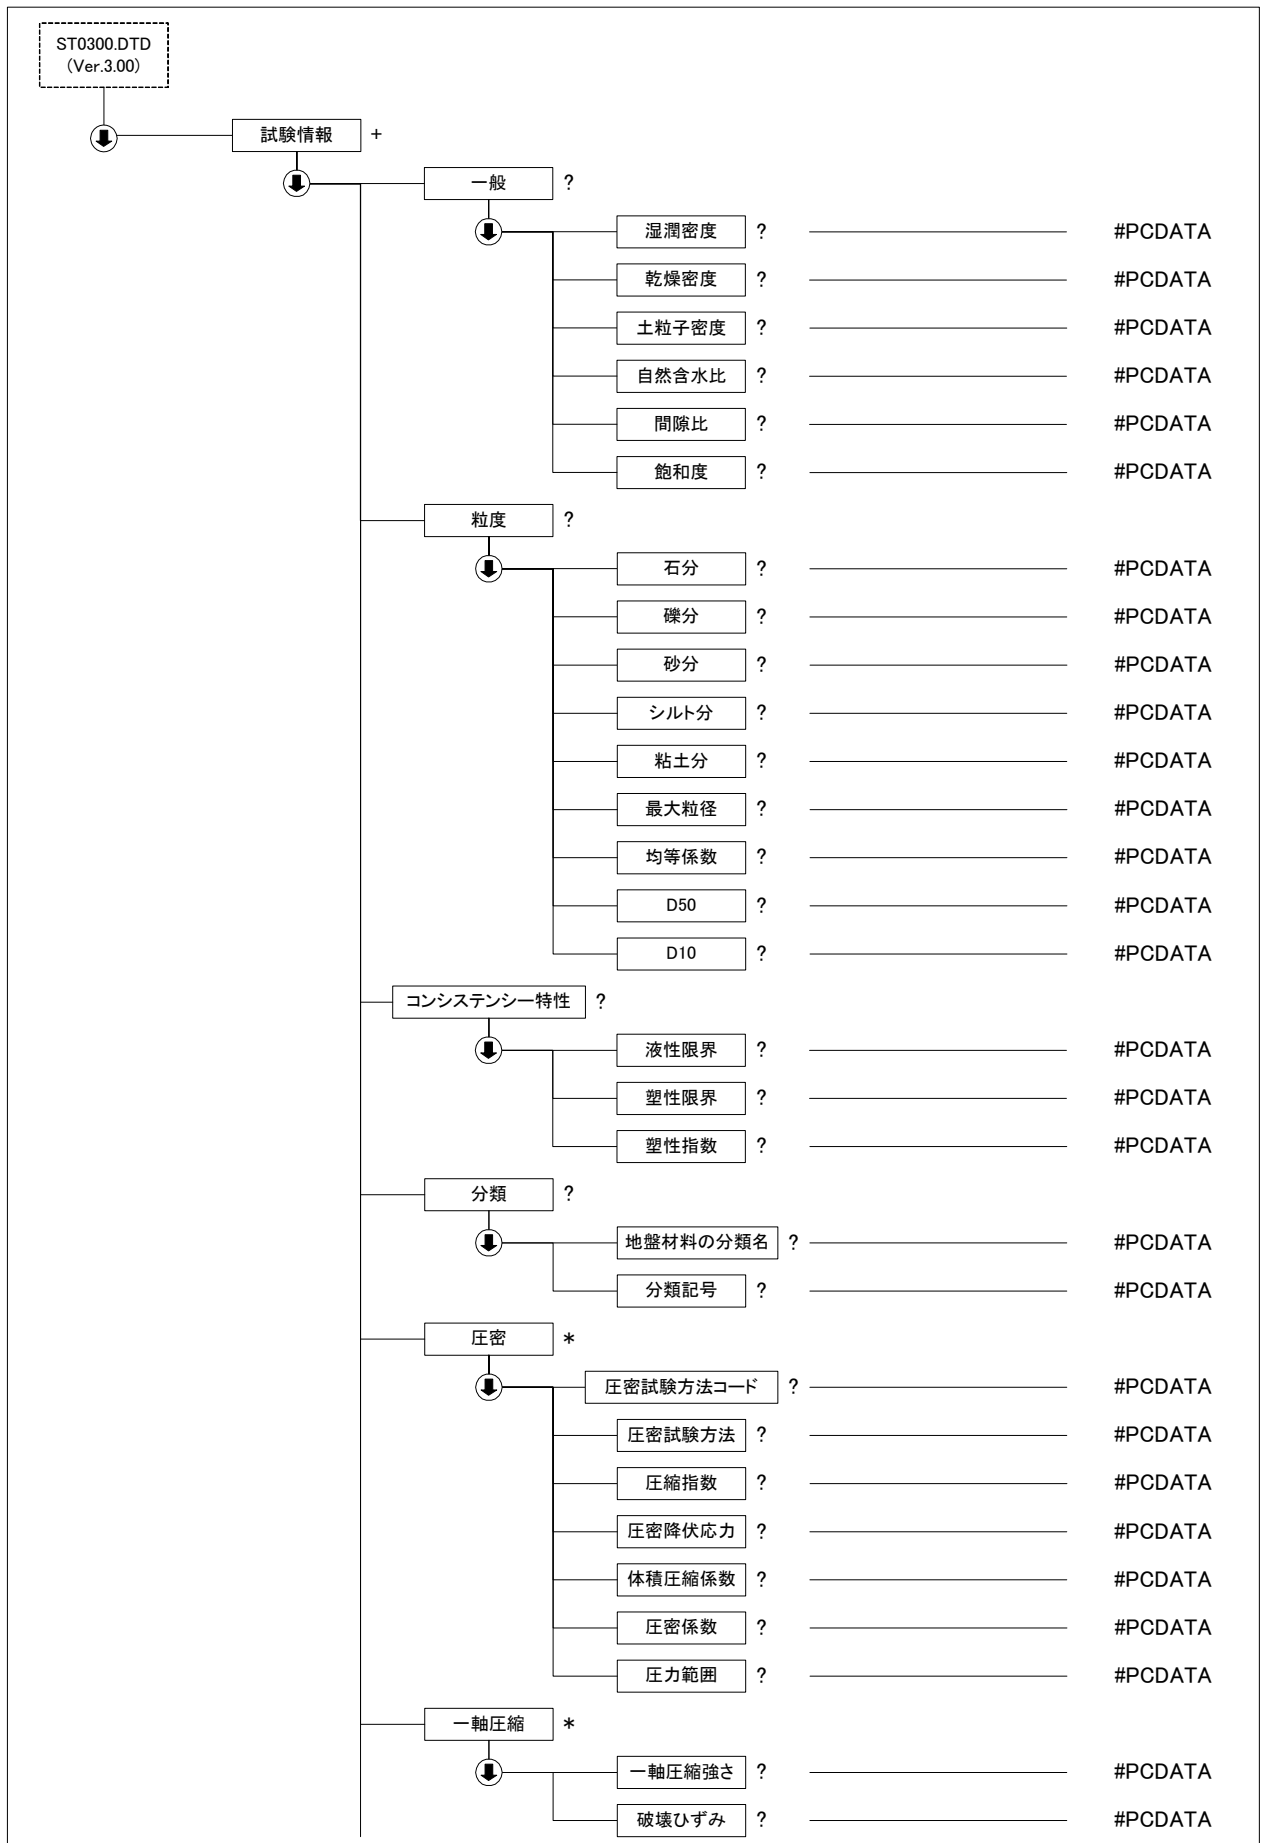 ST0300.DTD
(Ver.3.00)
試験情報 +
一般 ?
湿潤密度 ? #PCDATA
乾燥密度 ? #PCDATA
土粒子密度 ? #PCDATA
自然含水比 ? #PCDATA
間隙比 ? #PCDATA
飽和度 ? #PCDATA
粒度 ?
石分 ? #PCDATA
礫分 ? #PCDATA
砂分 ? #PCDATA
シルト分 ? #PCDATA
粘土分 ? #PCDATA
最大粒径 ? #PCDATA
均等係数 ? #PCDATA
D50 ? #PCDATA
D10 ? #PCDATA
コンシステンシー特性 ?
液性限界 ? #PCDATA
塑性限界 ? #PCDATA
塑性指数 ? #PCDATA
分類 ?
地盤材料の分類名 ? #PCDATA
分類記号 ? #PCDATA
圧密 *
圧密試験方法コード ? #PCDATA
圧密試験方法 ? #PCDATA
圧縮指数 ? #PCDATA
圧密降伏応力 ? #PCDATA
体積圧縮係数 ? #PCDATA
圧密係数 ? #PCDATA
圧力範囲 ? #PCDATA
一軸圧縮 *
一軸圧縮強さ ? #PCDATA
破壊ひずみ ? #PCDATA